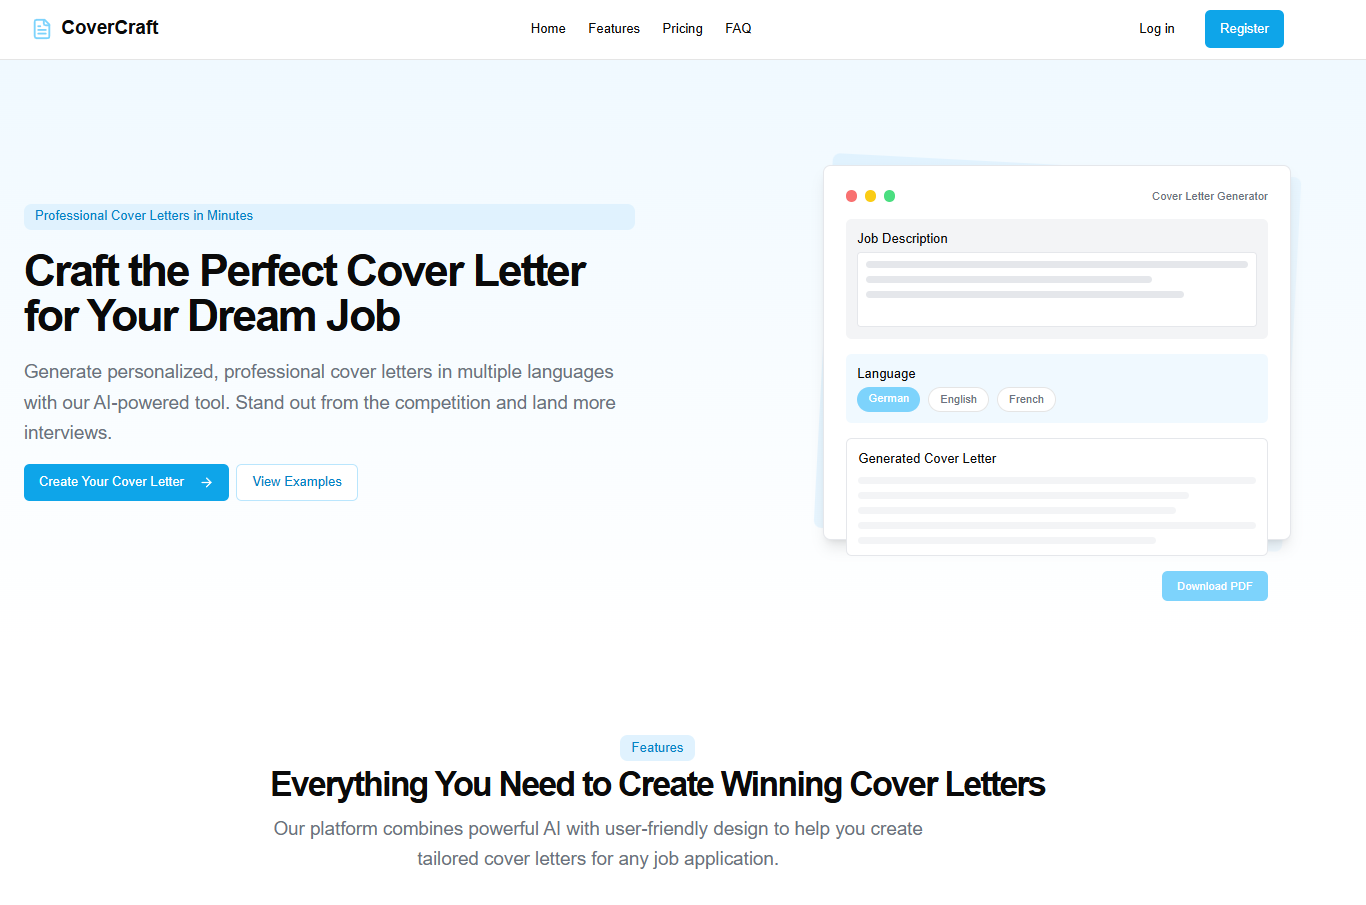 CoverCraft
Home Features Pricing FAQ
Log in Register
Professional Cover Letters in Minutes
Craft the Perfect Cover Letter
for Your Dream Job
Generate personalized, professional cover letters in multiple languages
with our AI-powered tool. Stand out from the competition and land more
interviews.
Create Your Cover Letter
View Examples
Cover Letter Generator
Job Description
Language
German English French
Generated Cover Letter
Download PDF
Features
Everything You Need to Create Winning Cover Letters
Our platform combines powerful AI with user-friendly design to help you create
tailored cover letters for any job application.